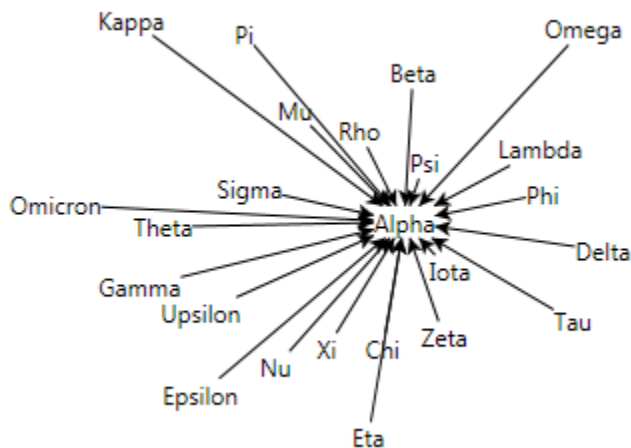 Kappa
Pi
Omega
Beta
Mu
Rho
Psi
Lambda
Sigma
Phi
Omicron
Theta
Alpha
Delta
Iota
Gamma
Upsilon
Tau
Zeta
Xi
Chi
Nu
Epsilon
Eta